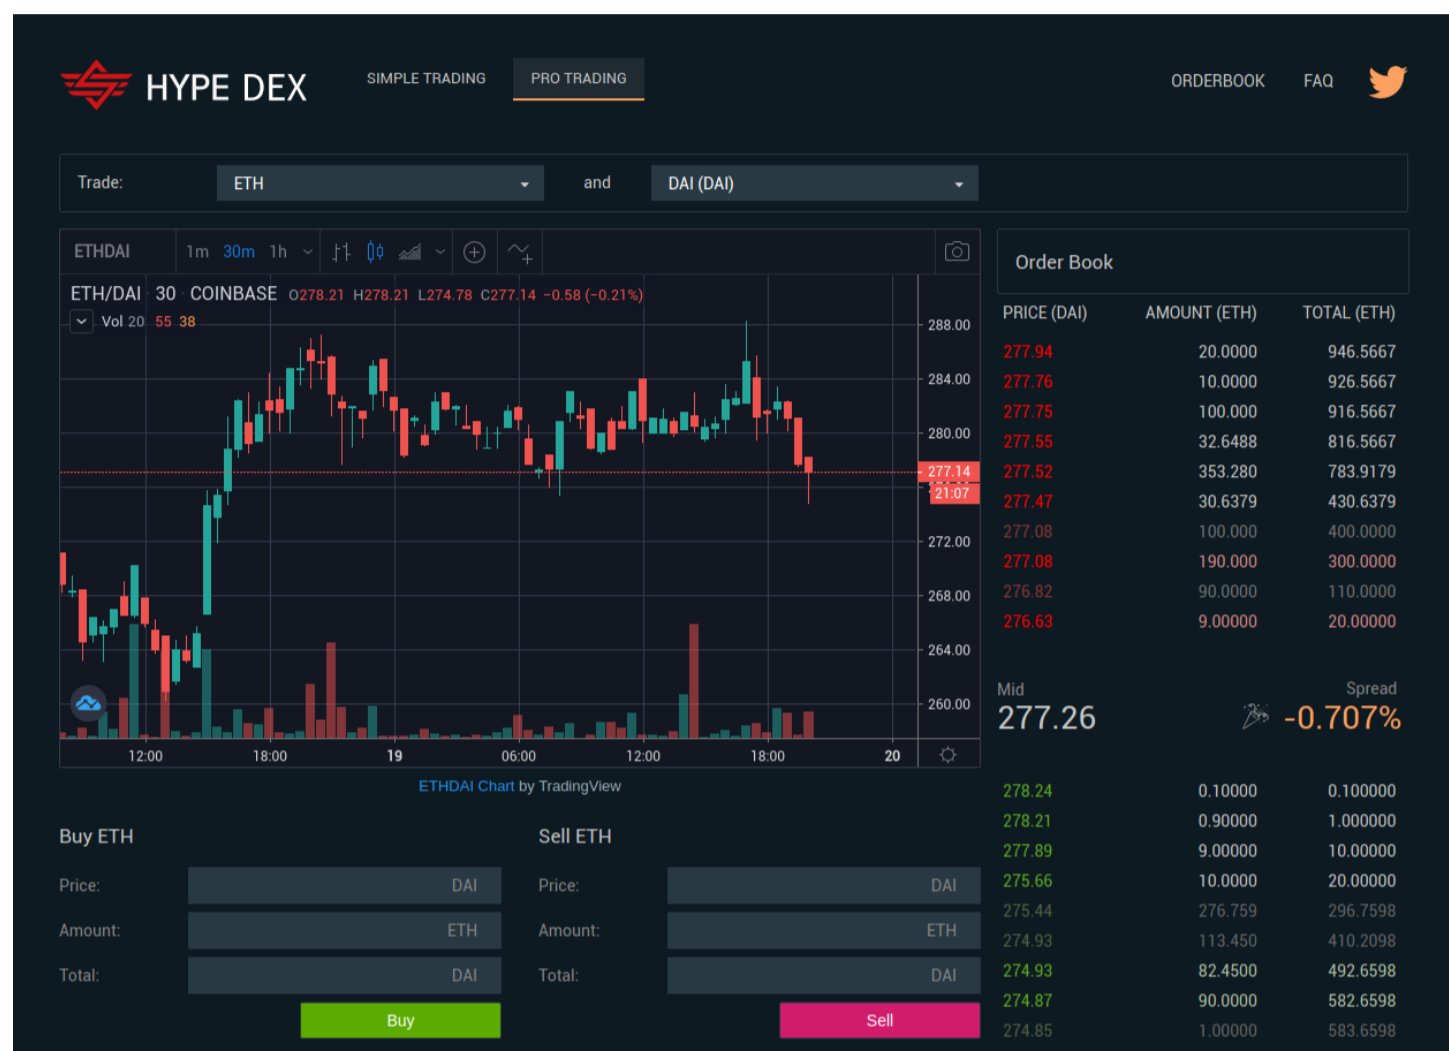 HYPE DEX
SIMPLE TRADING
PRO TRADING
ORDERBOOK
FAQ
Trade:
ETH
and
DAI (DAI)
ETHDAI
1m 30m 1h
ETH/DAI · 30 · COINBASE O278.21 H278.21 L274.78 C277.14 −0.58 (−0.21%)
Vol 20 55 38
288.00
284.00
280.00
277.14
21:07
272.00
268.00
264.00
260.00
12:00 18:00 19 06:00 12:00 18:00 20
ETHDAI Chart by TradingView
Buy ETH
Price: DAI
Amount: ETH
Total: DAI
Buy
Sell ETH
Price: DAI
Amount: ETH
Total: DAI
Sell
Order Book
PRICE (DAI) AMOUNT (ETH) TOTAL (ETH)
277.94 20.0000 946.5667
277.76 10.0000 926.5667
277.75 100.000 916.5667
277.55 32.6488 816.5667
277.52 353.280 783.9179
277.47 30.6379 430.6379
277.08 100.000 400.0000
277.08 190.000 300.0000
276.82 90.0000 110.0000
276.63 9.00000 20.00000
Mid Spread
277.26 -0.707%
278.24 0.10000 0.100000
278.21 0.90000 1.000000
277.89 9.00000 10.00000
275.66 10.0000 20.00000
275.44 276.759 296.7598
274.93 113.450 410.2098
274.93 82.4500 492.6598
274.87 90.0000 582.6598
274.85 1.00000 583.6598